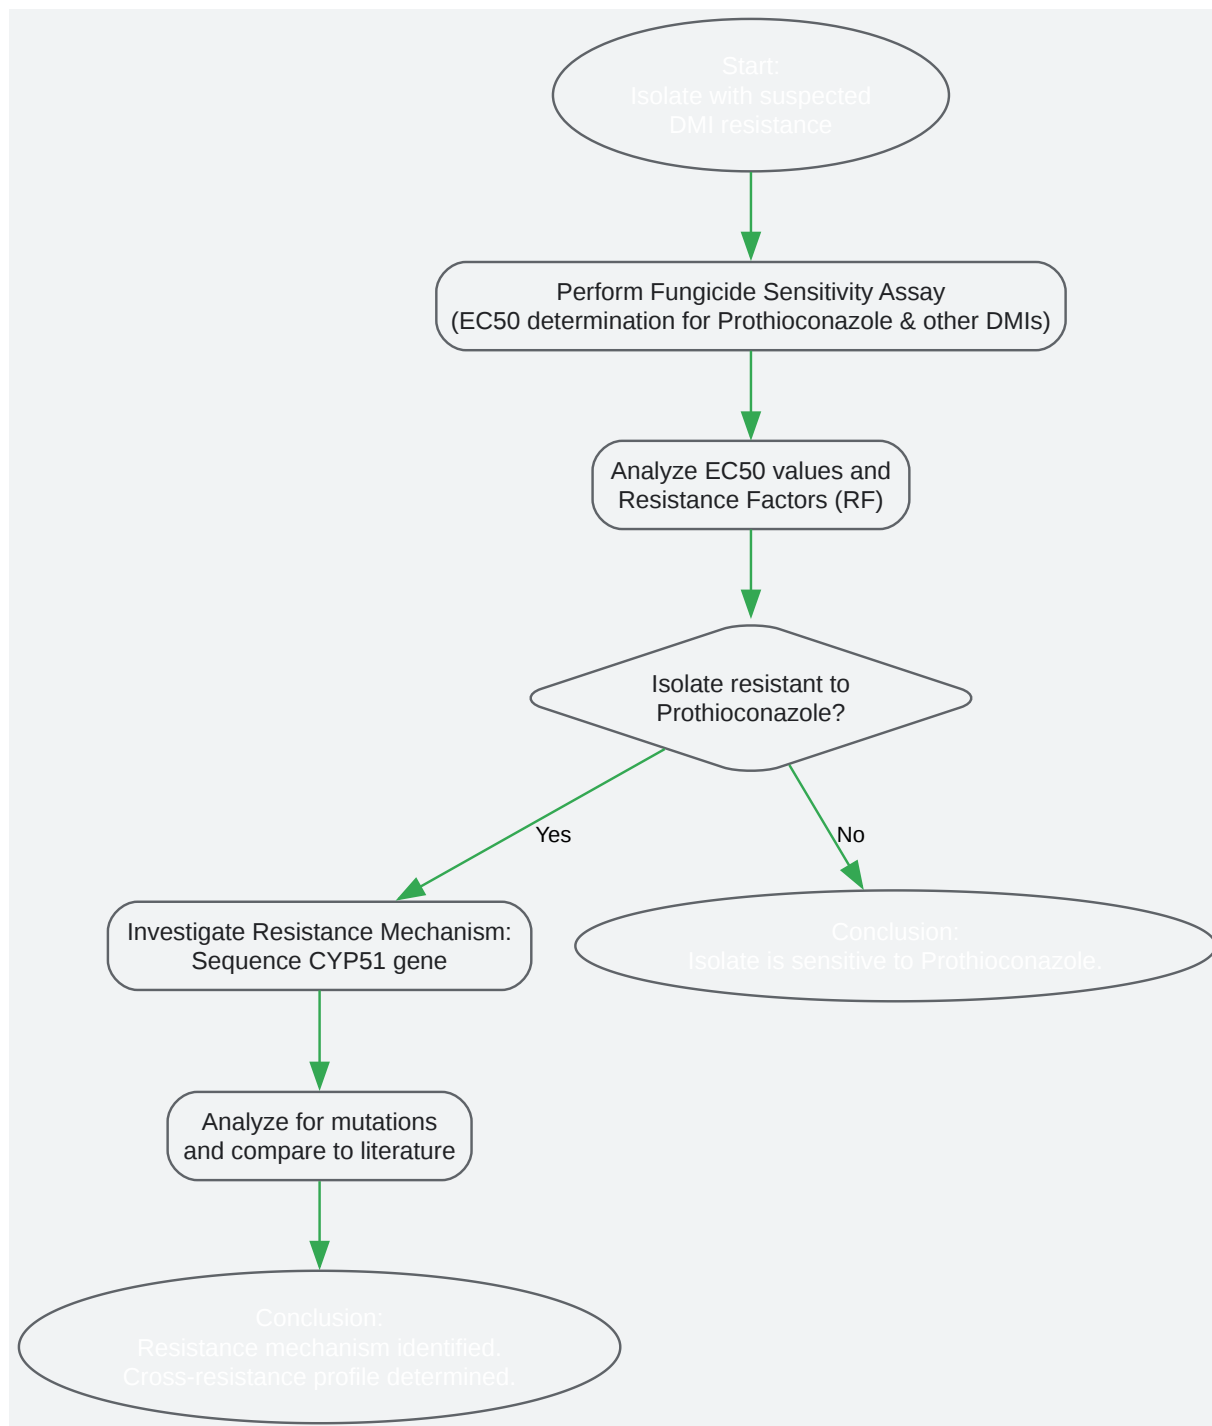 Start:
Isolate with suspected
DMI resistance
Perform Fungicide Sensitivity Assay
(EC50 determination for Prothioconazole & other DMIs)
Analyze EC50 values and
Resistance Factors (RF)
Isolate resistant to
Prothioconazole?
Yes
No
Investigate Resistance Mechanism:
Sequence CYP51 gene
Conclusion:
Isolate is sensitive to Prothioconazole.
Analyze for mutations
and compare to literature
Conclusion:
Resistance mechanism identified.
Cross-resistance profile determined.